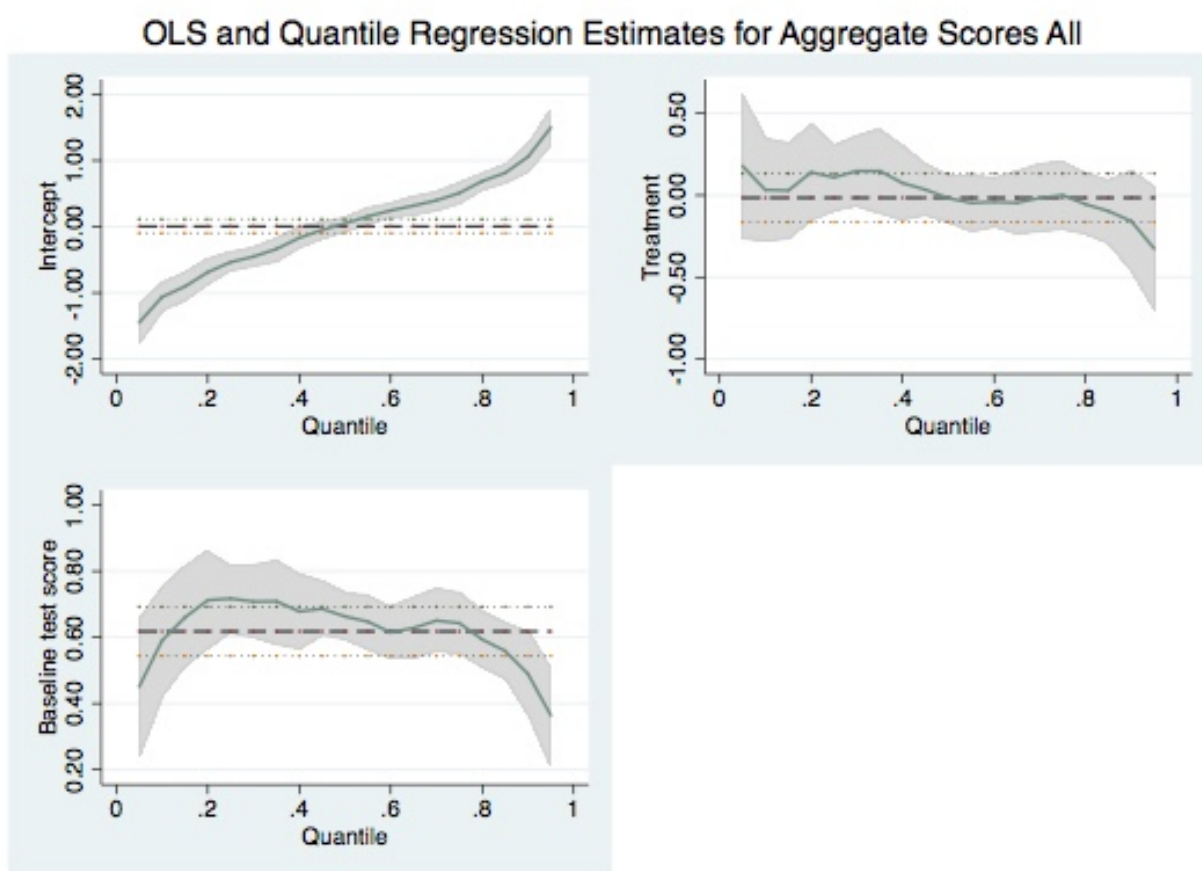 OLS and Quantile Regression Estimates for Aggregate Scores All
Intercept
2.00
1.00
0.00
-1.00
-2.00
0 .2 .4 .6 .8 1
Quantile
Treatment
0.50
0.00
-0.50
-1.00
0 .2 .4 .6 .8 1
Quantile
Baseline test score
1.00
0.80
0.60
0.40
0.20
0 .2 .4 .6 .8 1
Quantile